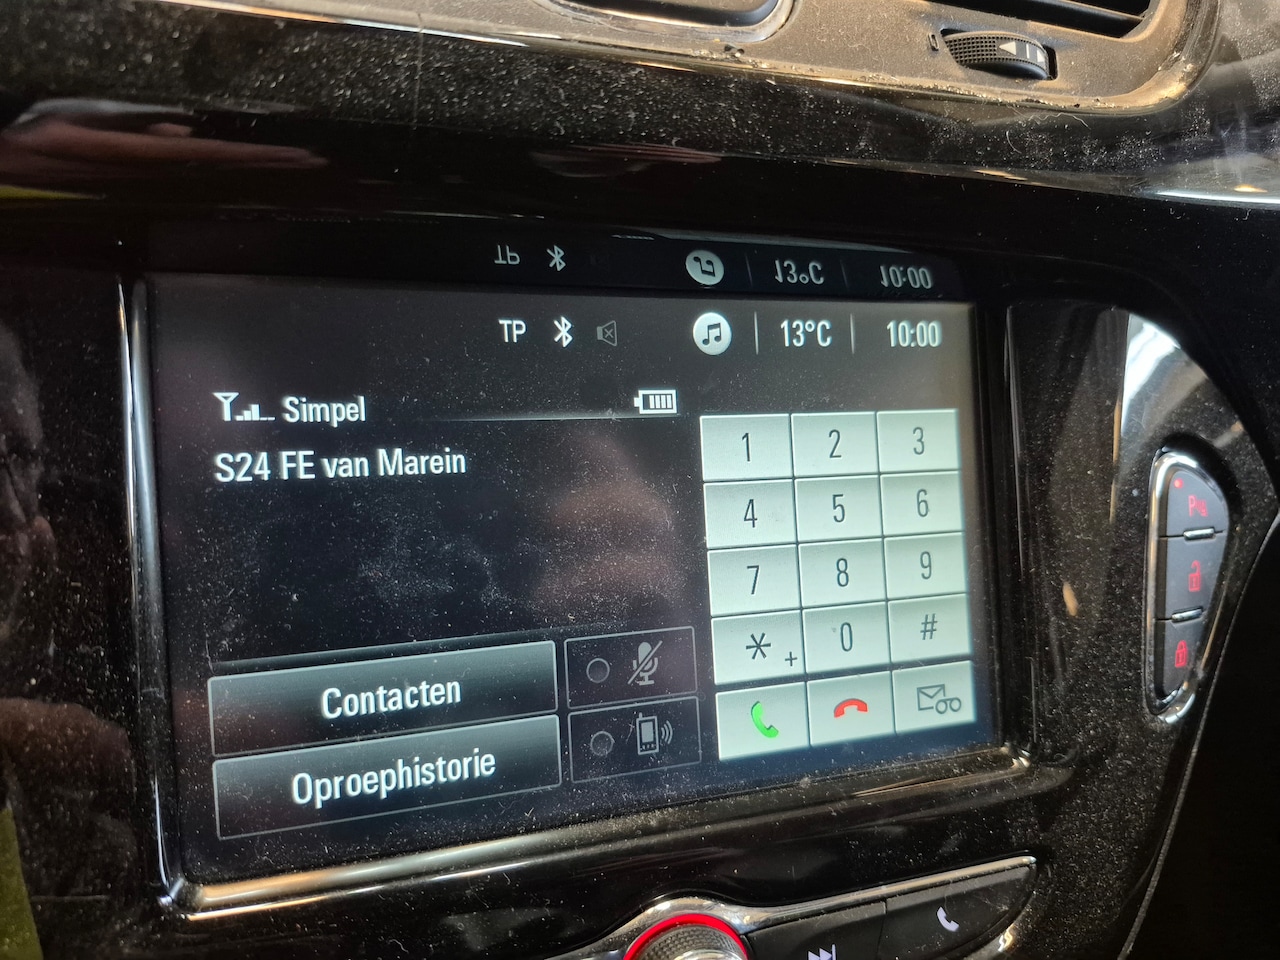 TP 13°C 10:00
Simpel
S24 FE van Marein
1 2 3
4 5 6
7 8 9
* + 0 #
Contacten
Oproephistorie